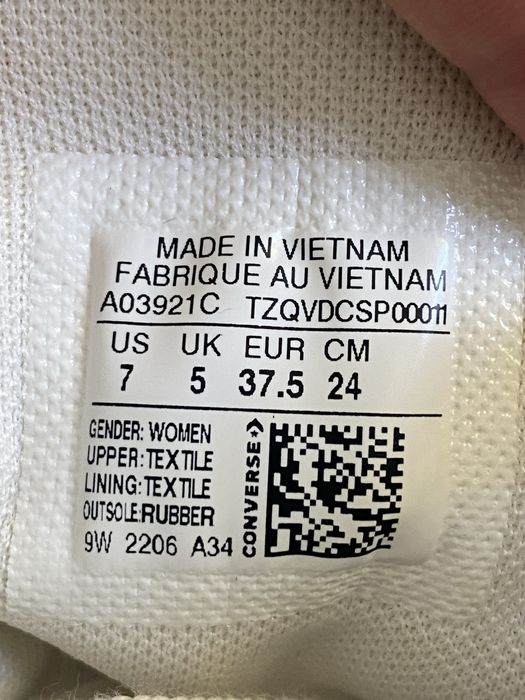 MADE IN VIETNAM
FABRIQUE AU VIETNAM
A03921C TZQVDCSP00011
US UK EUR CM
7 5 37.5 24
GENDER: WOMEN
UPPER:TEXTILE
LINING:TEXTILE
OUTSOLE:RUBBER
9W 2206 A34
CONVERSE